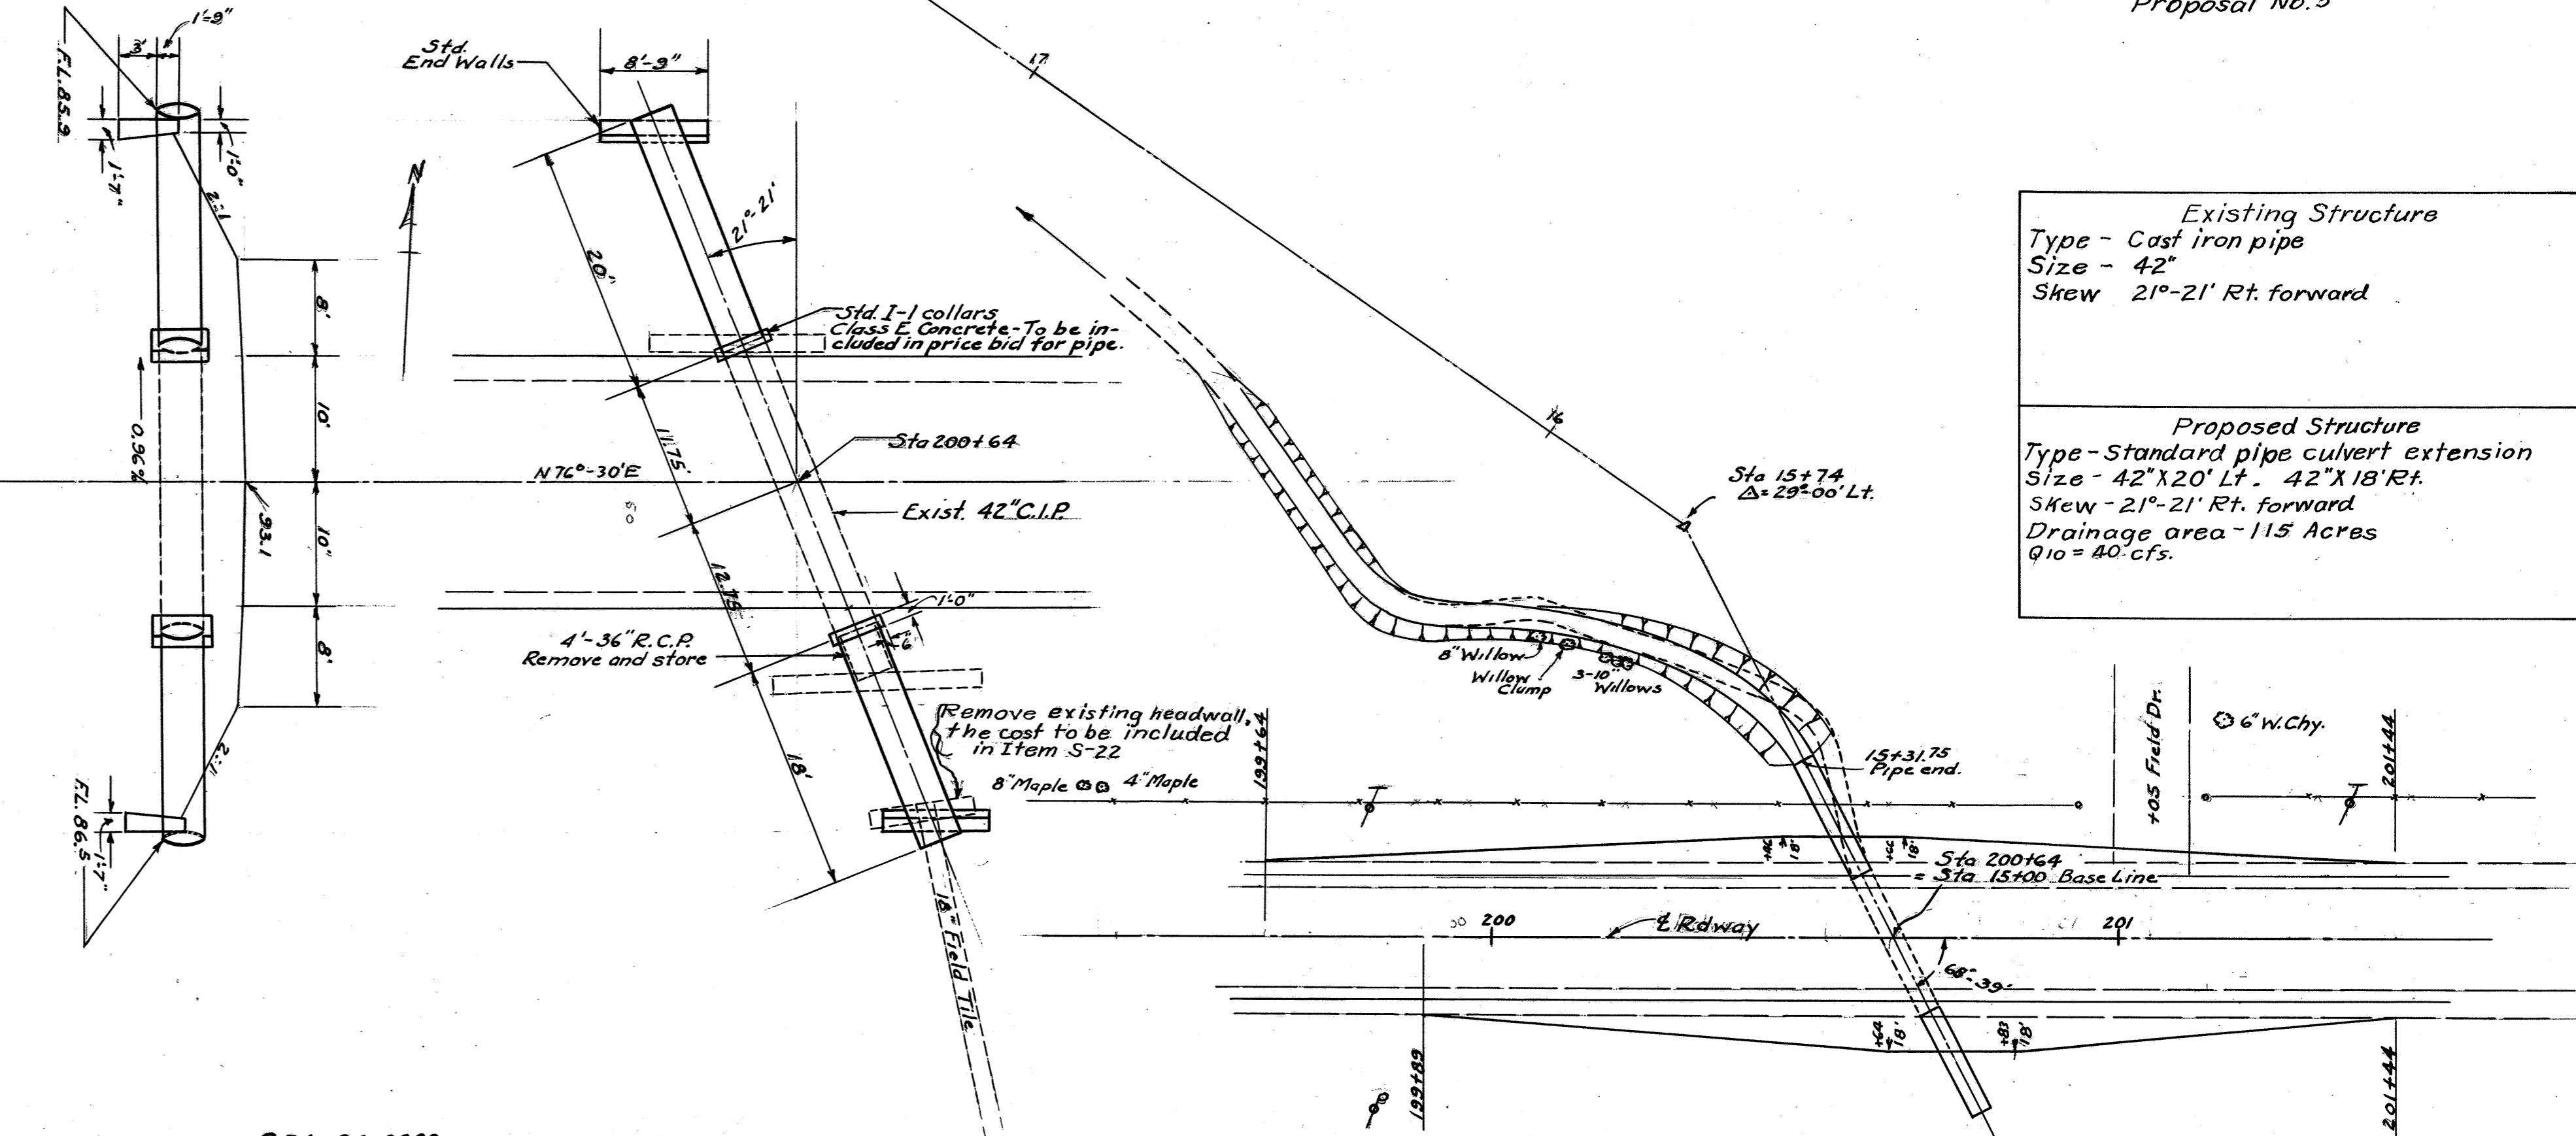 Proposal No.5
1'-9"
3'
F.L. 85.9
1'-7"
1'-0"
2:1
8'
10'
0.96%
93.1
10"
8'
2:1
F.L. 86.5
1'-7"
Std.
End Walls
8'-9"
N
21°-21'
20'
Std. I-1 collars
Class E Concrete-To be in-
cluded in price bid for pipe.
11.75'
Sta 200+64
N 76°-30'E
Exist. 42" C.I.P.
12.75'
1'-0"
6"
4'-36" R.C.P.
Remove and store
18'
Remove existing headwall,
the cost to be included
in Item S-22
8" Maple 4" Maple
18" Field Tile
17
16
Sta 15+74
Δ=29°-00' Lt.
8" Willow
Willow
Clump
3-10"
Willows
15+31.75
Pipe end.
+05 Field Dr.
6" W.Chy.
199+64
201+44
+46
18'
+66
18'
Sta 200+64
= Sta 15+00 Base Line
200
℄ Rdway
201
68°-39'
+64
18'
+83
18'
199+89
201+44
Existing Structure
Type - Cast iron pipe
Size - 42"
Skew 21°-21' Rt. forward
Proposed Structure
Type-Standard pipe culvert extension
Size - 42"X20' Lt. 42"X18' Rt.
Skew - 21°-21' Rt. forward
Drainage area - 115 Acres
Q10 = 40 cfs.